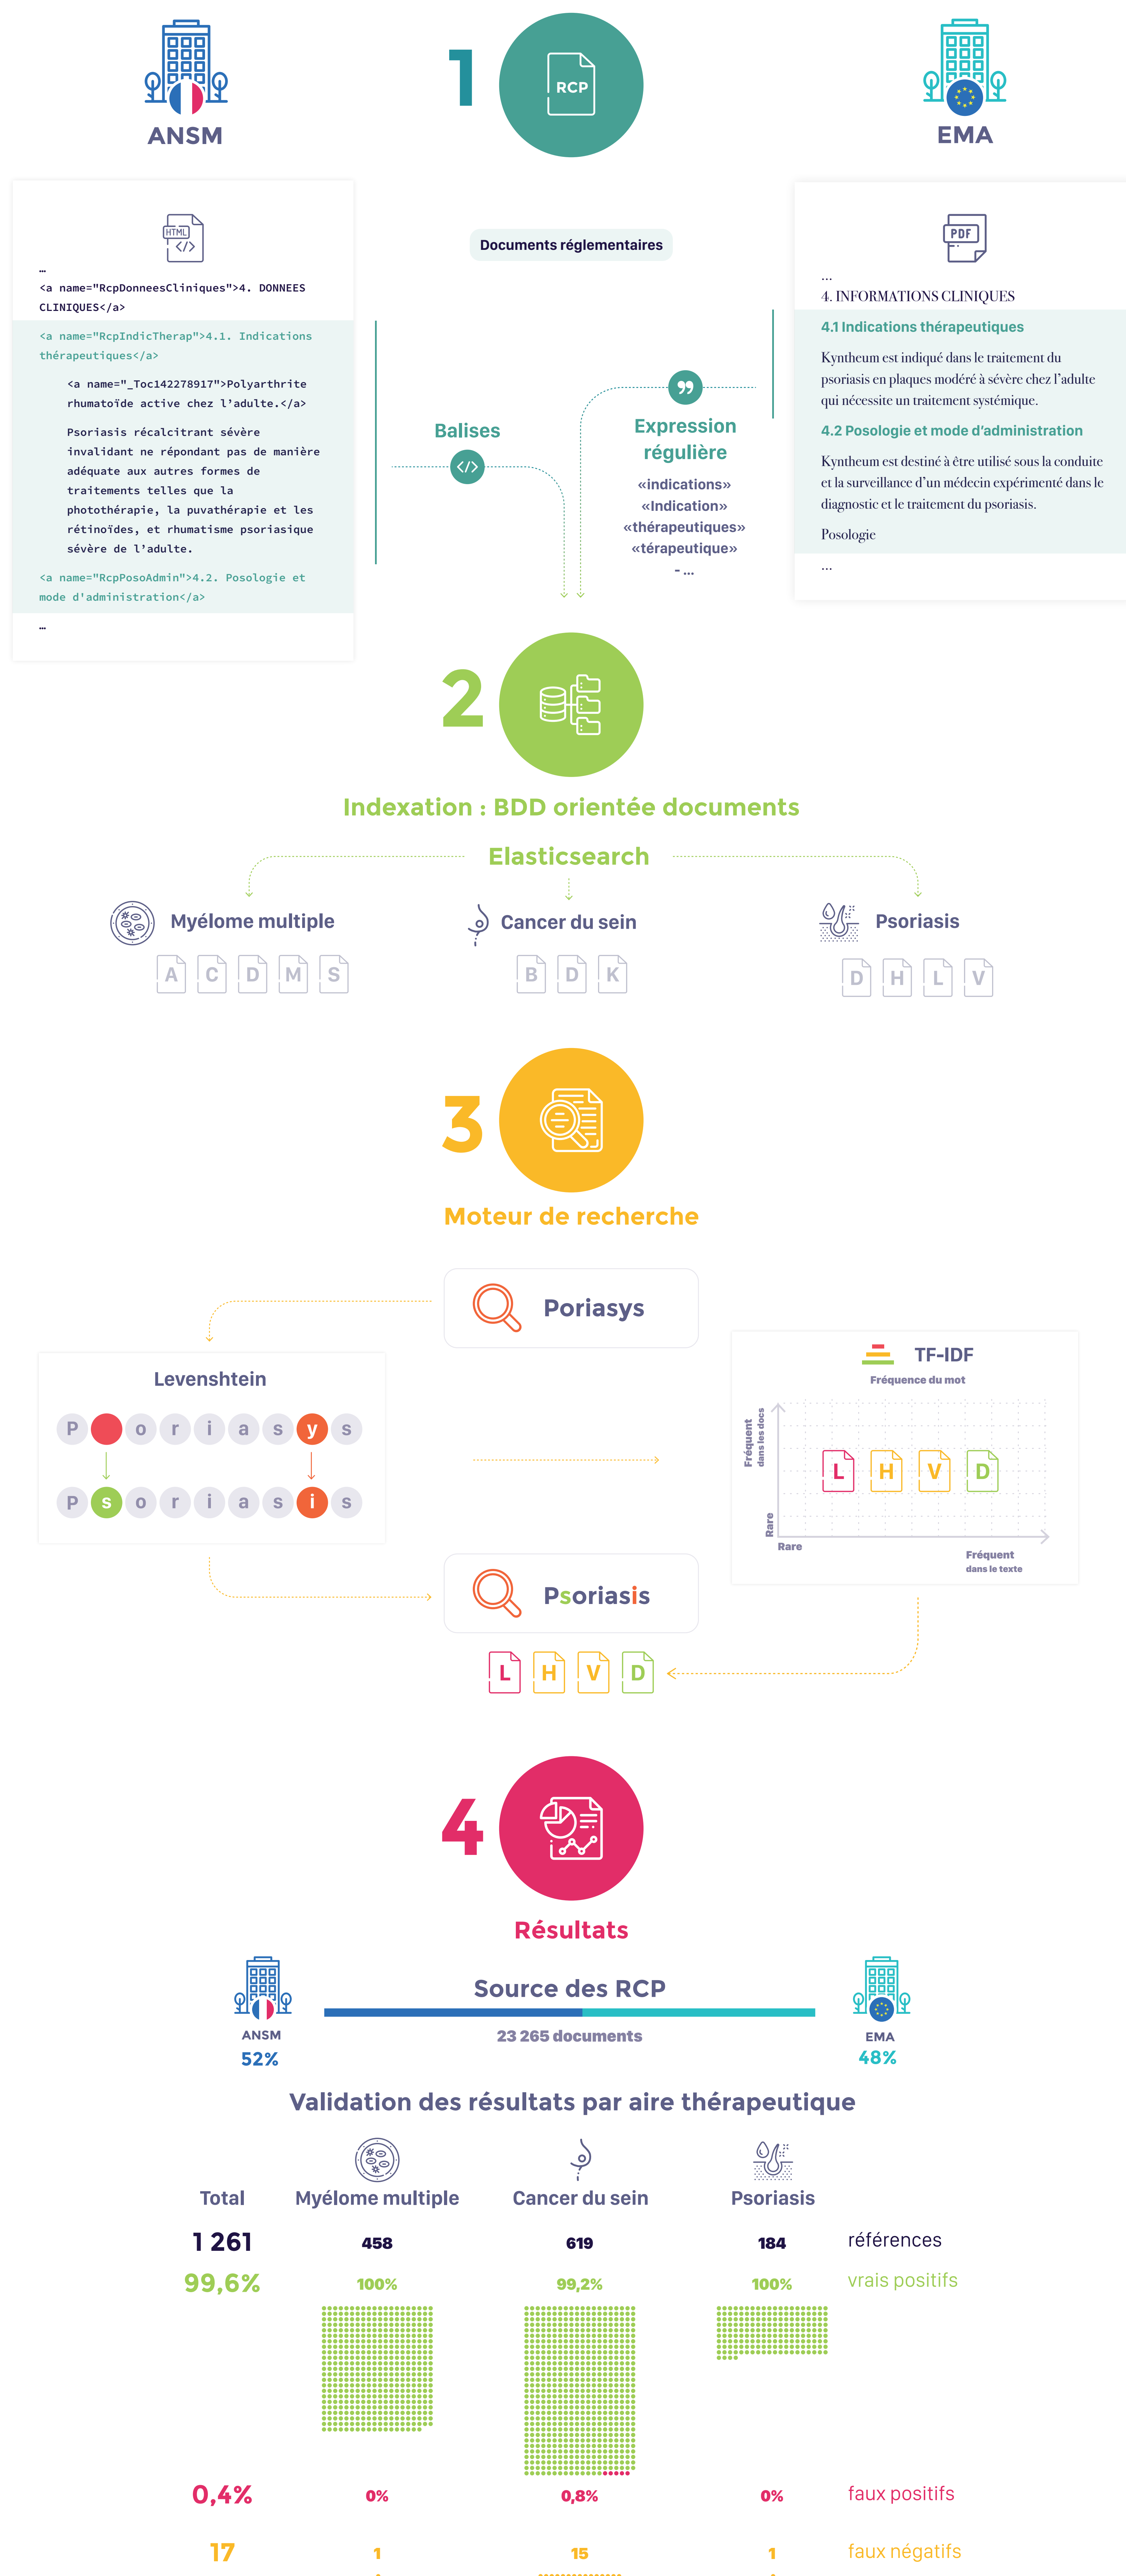 ANSM
1
RCP
EMA
HTML
</>
…
<a name="RcpDonneesCliniques">4. DONNEES
CLINIQUES</a>
<a name="RcpIndicTherap">4.1. Indications
thérapeutiques</a>
<a name="_Toc142278917">Polyarthrite
rhumatoïde active chez l’adulte.</a>
Psoriasis récalcitrant sévère
invalidant ne répondant pas de manière
adéquate aux autres formes de
traitements telles que la
photothérapie, la puvathérapie et les
rétinoïdes, et rhumatisme psoriasique
sévère de l’adulte.
<a name="RcpPosoAdmin">4.2. Posologie et
mode d'administration</a>
…
Documents réglementaires
Balises
</>
Expression
régulière
«indications»
«Indication»
«thérapeutiques»
«térapeutique»
- ...
PDF
...
4. INFORMATIONS CLINIQUES
4.1 Indications thérapeutiques
Kyntheum est indiqué dans le traitement du
psoriasis en plaques modéré à sévère chez l’adulte
qui nécessite un traitement systémique.
4.2 Posologie et mode d’administration
Kyntheum est destiné à être utilisé sous la conduite
et la surveillance d’un médecin expérimenté dans le
diagnostic et le traitement du psoriasis.
Posologie
...
2
Indexation : BDD orientée documents
Elasticsearch
Myélome multiple
A C D M S
Cancer du sein
B D K
Psoriasis
D H L V
3
Moteur de recherche
Poriasys
Levenshtein
P o r i a s y s
P s o r i a s i s
TF-IDF
Fréquence du mot
Fréquent
dans les docs
Rare
L H V D
Rare
Fréquent
dans le texte
Psoriasis
L H V D
4
Résultats
Source des RCP
23 265 documents
ANSM
52%
EMA
48%
Validation des résultats par aire thérapeutique
Total Myélome multiple Cancer du sein Psoriasis
1 261 458 619 184 références
99,6% 100% 99,2% 100% vrais positifs
0,4% 0% 0,8% 0% faux positifs
17 1 15 1 faux négatifs